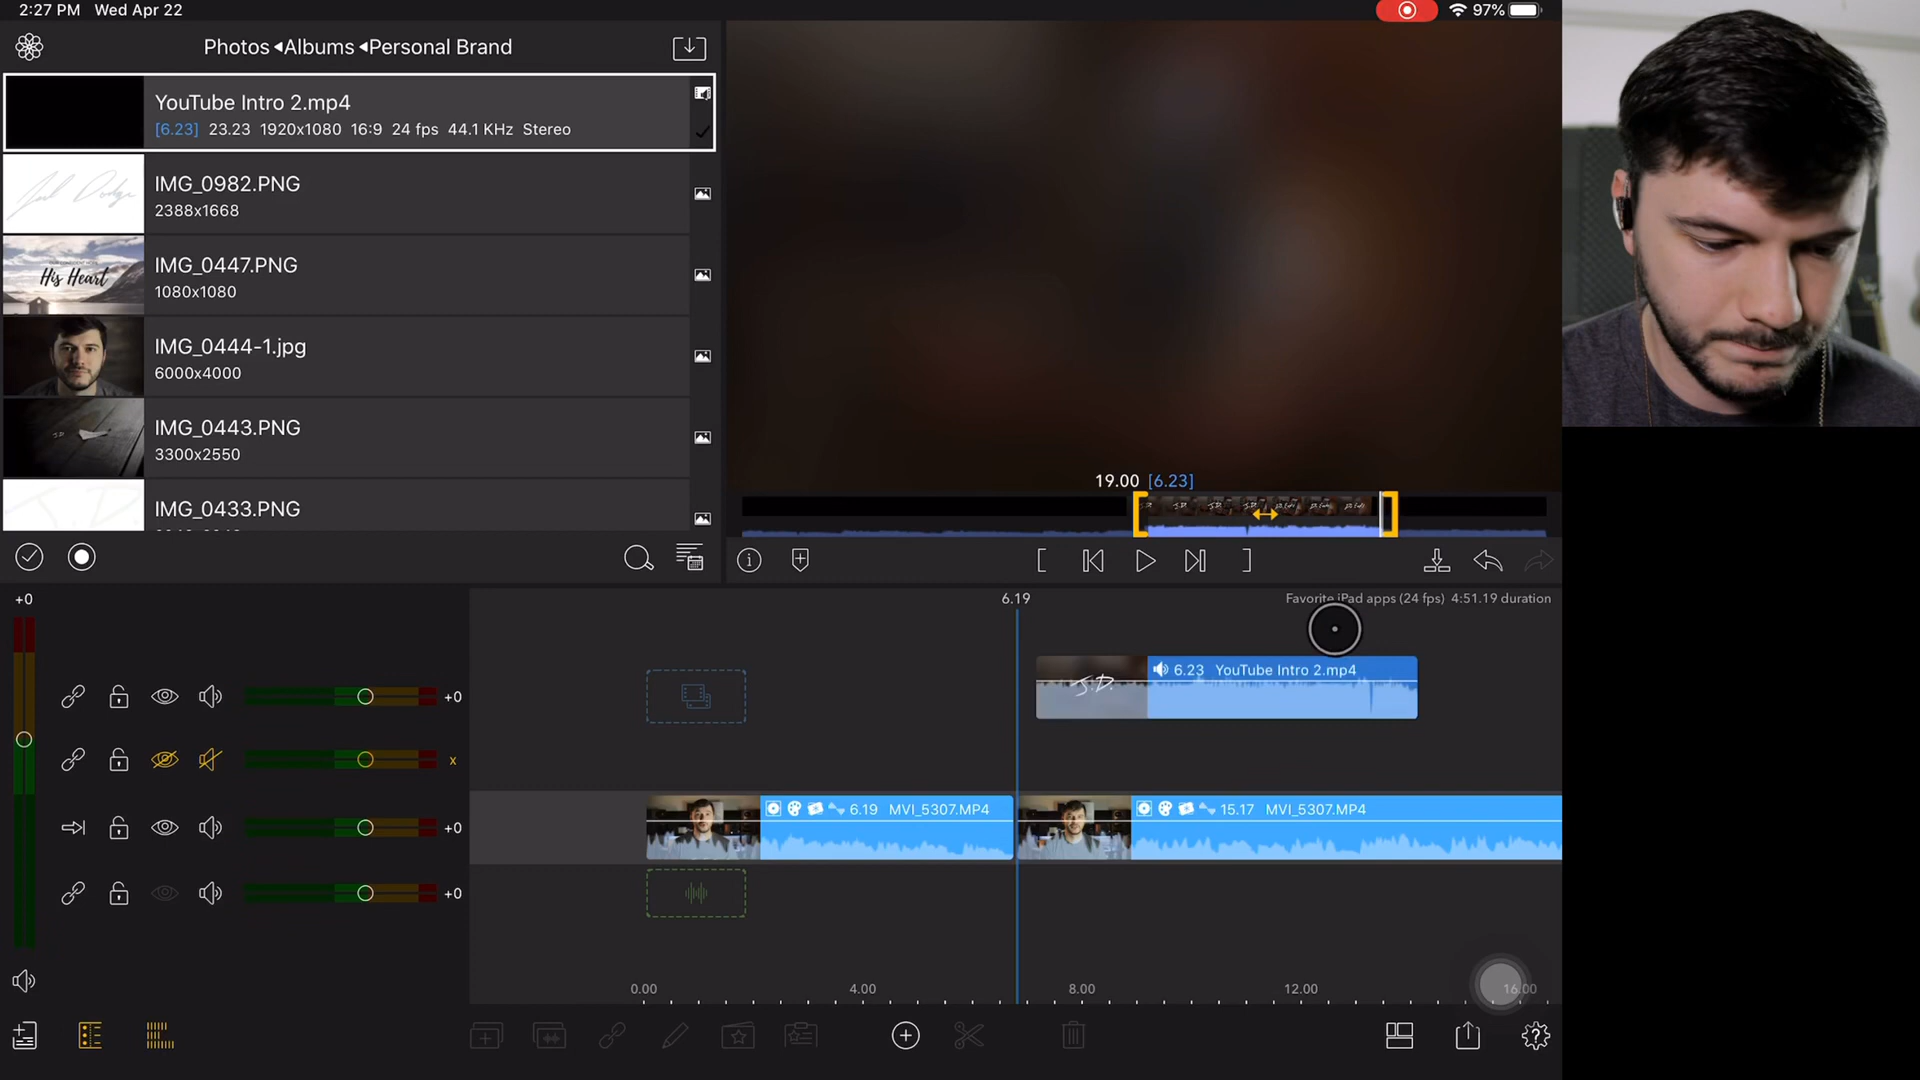 2:27 PM Wed Apr 22
97%
Photos ◂Albums ◂Personal Brand
YouTube Intro 2.mp4
[6.23] 23.23 1920x1080 16:9 24 fps 44.1 KHz Stereo
IMG_0982.PNG
2388x1668
IMG_0447.PNG
1080x1080
His Heart
IMG_0444-1.jpg
6000x4000
IMG_0443.PNG
3300x2550
IMG_0433.PNG
19.00 [6.23]
+0
6.19
Favorite iPad apps (24 fps) 4:51.19 duration
6.23 YouTube Intro 2.mp4
J.D.
+0
x
6.19 MVI_5307.MP4
15.17 MVI_5307.MP4
+0
+0
0.00 4.00 8.00 12.00 16.00